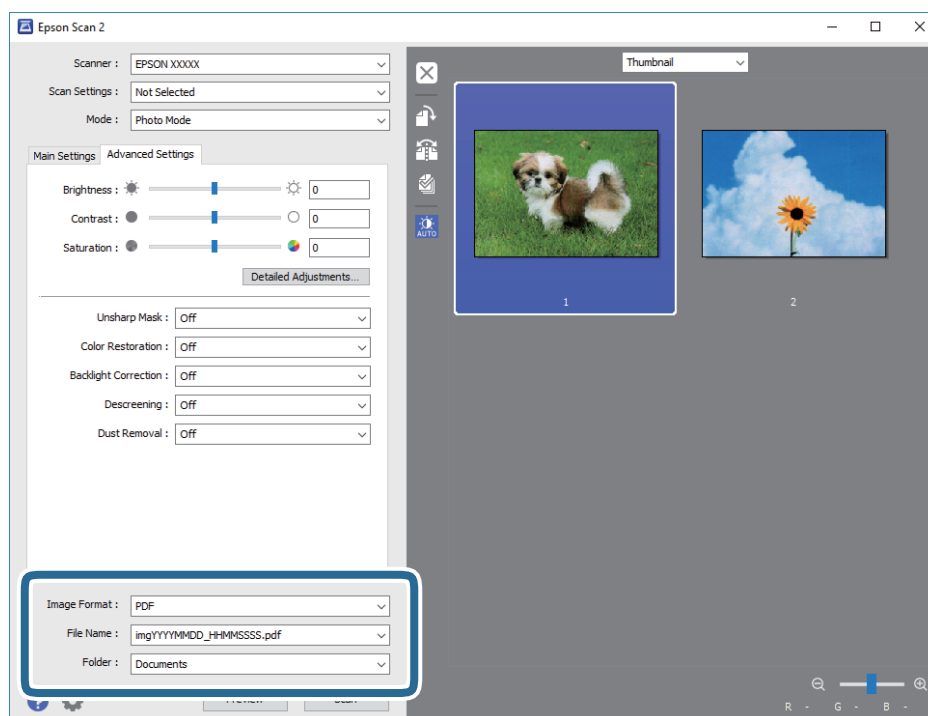 Epson Scan 2
Scanner : EPSON XXXXX
Scan Settings : Not Selected
Mode : Photo Mode
Main Settings Advanced Settings
Brightness : 0
Contrast : 0
Saturation : 0
Detailed Adjustments...
Unsharp Mask : Off
Color Restoration : Off
Backlight Correction : Off
Descreening : Off
Dust Removal : Off
Image Format : PDF
File Name : imgYYYYMMDD_HHMMSSSS.pdf
Folder : Documents
Preview Scan
Thumbnail
AUTO
1 2
R - G - B -